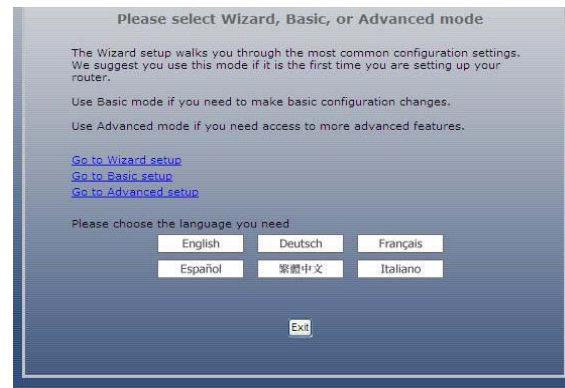 Please select Wizard, Basic, or Advanced mode
The Wizard setup walks you through the most common configuration settings.
We suggest you use this mode if it is the first time you are setting up your
router.
Use Basic mode if you need to make basic configuration changes.
Use Advanced mode if you need access to more advanced features.
Go to Wizard setup
Go to Basic setup
Go to Advanced setup
Please choose the language you need
English Deutsch Français
Español 繁體中文 Italiano
Exit